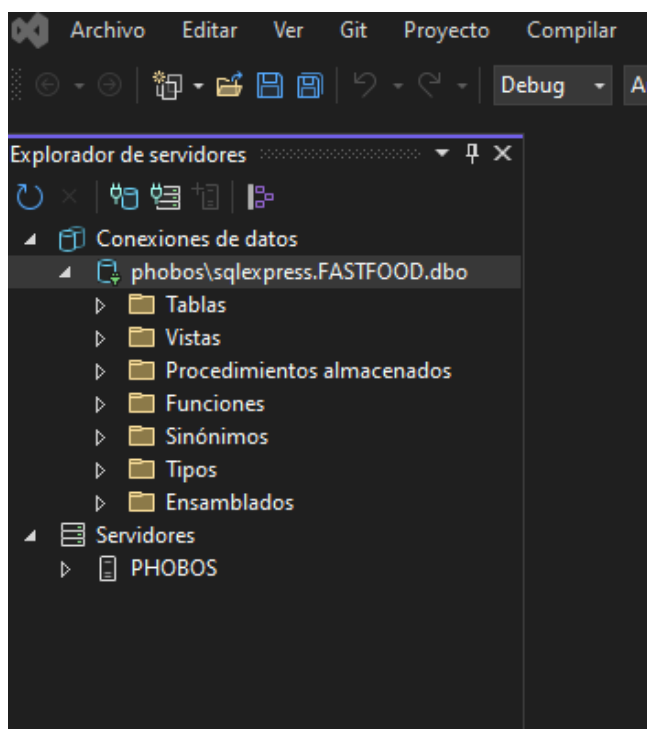 Archivo Editar Ver Git Proyecto Compilar
Debug A
Explorador de servidores
Conexiones de datos
phobos\sqlexpress.FASTFOOD.dbo
Tablas
Vistas
Procedimientos almacenados
Funciones
Sinónimos
Tipos
Ensamblados
Servidores
PHOBOS